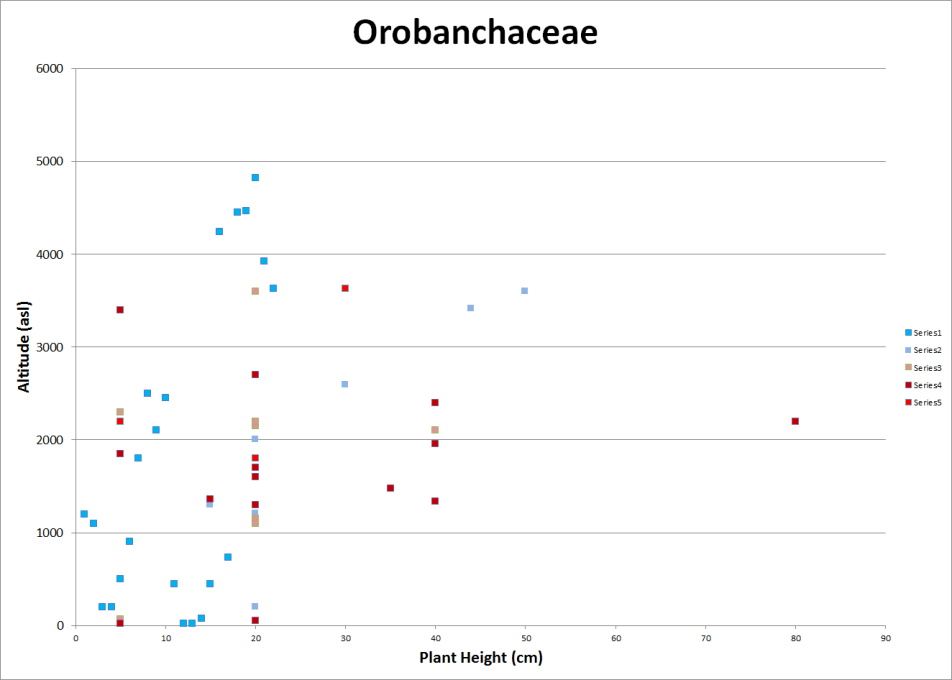 Orobanchaceae
6000
5000
4000
3000
2000
1000
0
Altitude (asl)
0 10 20 30 40 50 60 70 80 90
Plant Height (cm)
Series1
Series2
Series3
Series4
Series5